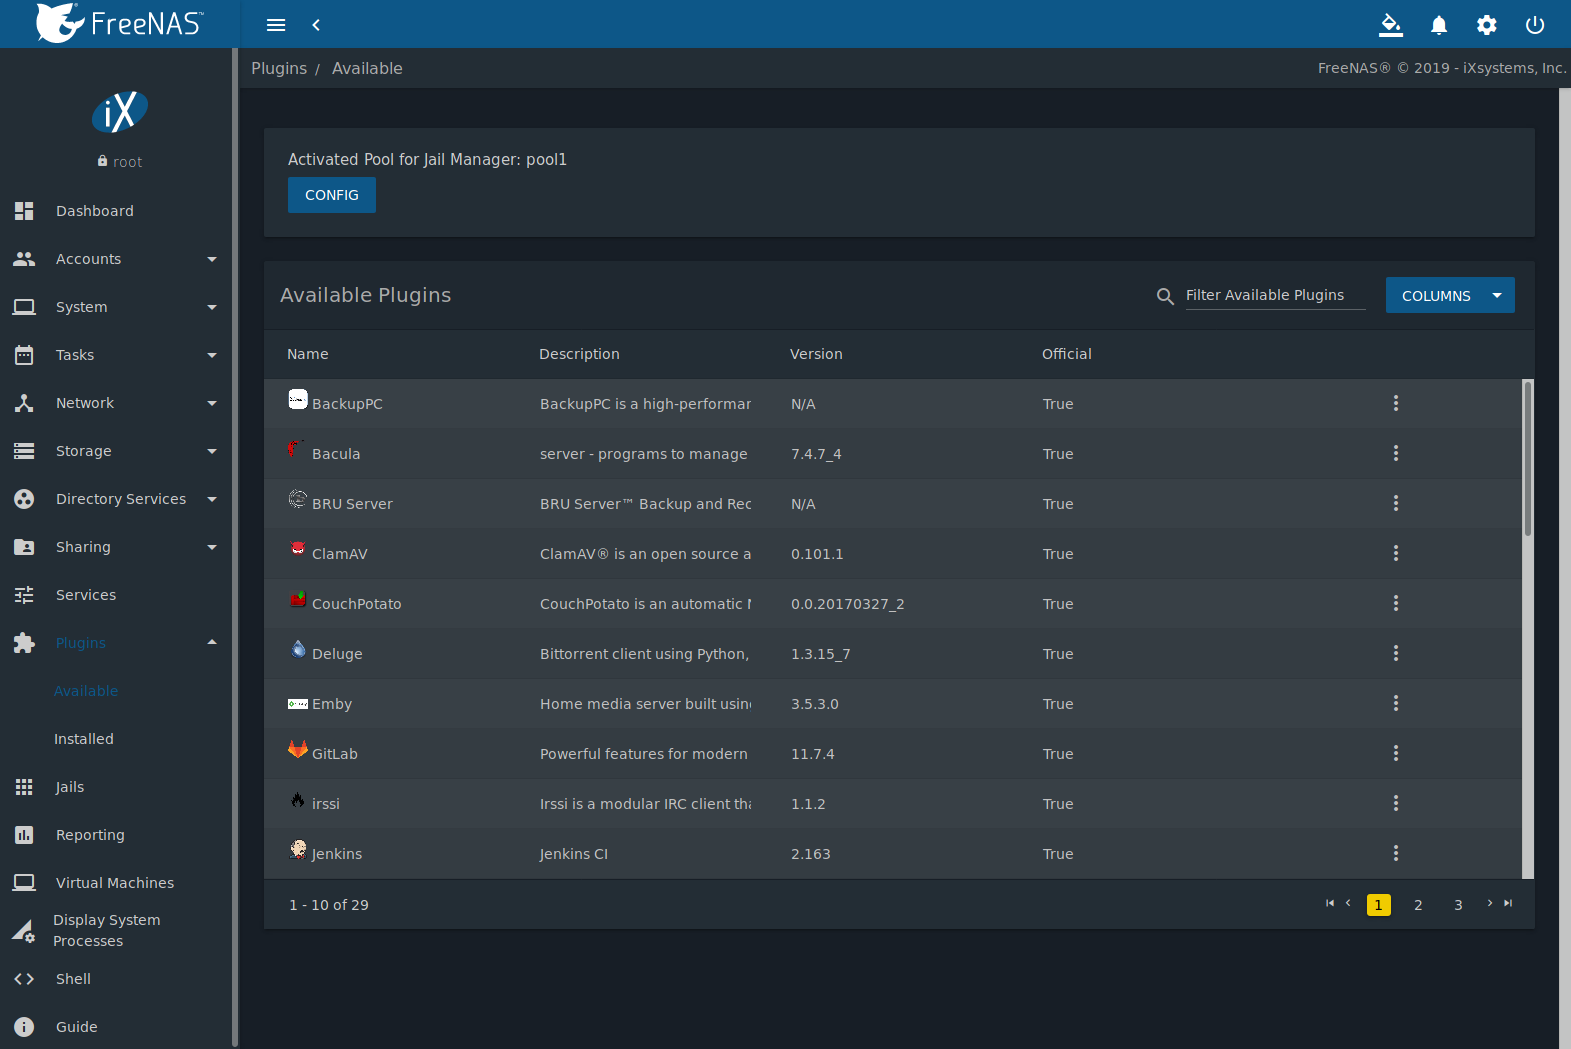 FreeNAS™
Plugins / Available
FreeNAS® © 2019 - iXsystems, Inc.
iX
root
Dashboard
Accounts
System
Tasks
Network
Storage
Directory Services
Sharing
Services
Plugins
Available
Installed
Jails
Reporting
Virtual Machines
Display System
Processes
Shell
Guide
Activated Pool for Jail Manager: pool1
CONFIG
Available Plugins
Filter Available Plugins
COLUMNS
Name Description Version Official
BackupPC BackupPC is a high-performan N/A True
Bacula server - programs to manage 7.4.7_4 True
BRU Server BRU Server™ Backup and Rec N/A True
ClamAV ClamAV® is an open source a 0.101.1 True
CouchPotato CouchPotato is an automatic 0.0.20170327_2 True
Deluge Bittorrent client using Python, 1.3.15_7 True
Emby Home media server built using 3.5.3.0 True
GitLab Powerful features for modern 11.7.4 True
irssi Irssi is a modular IRC client tha 1.1.2 True
Jenkins Jenkins CI 2.163 True
1 - 10 of 29
1 2 3